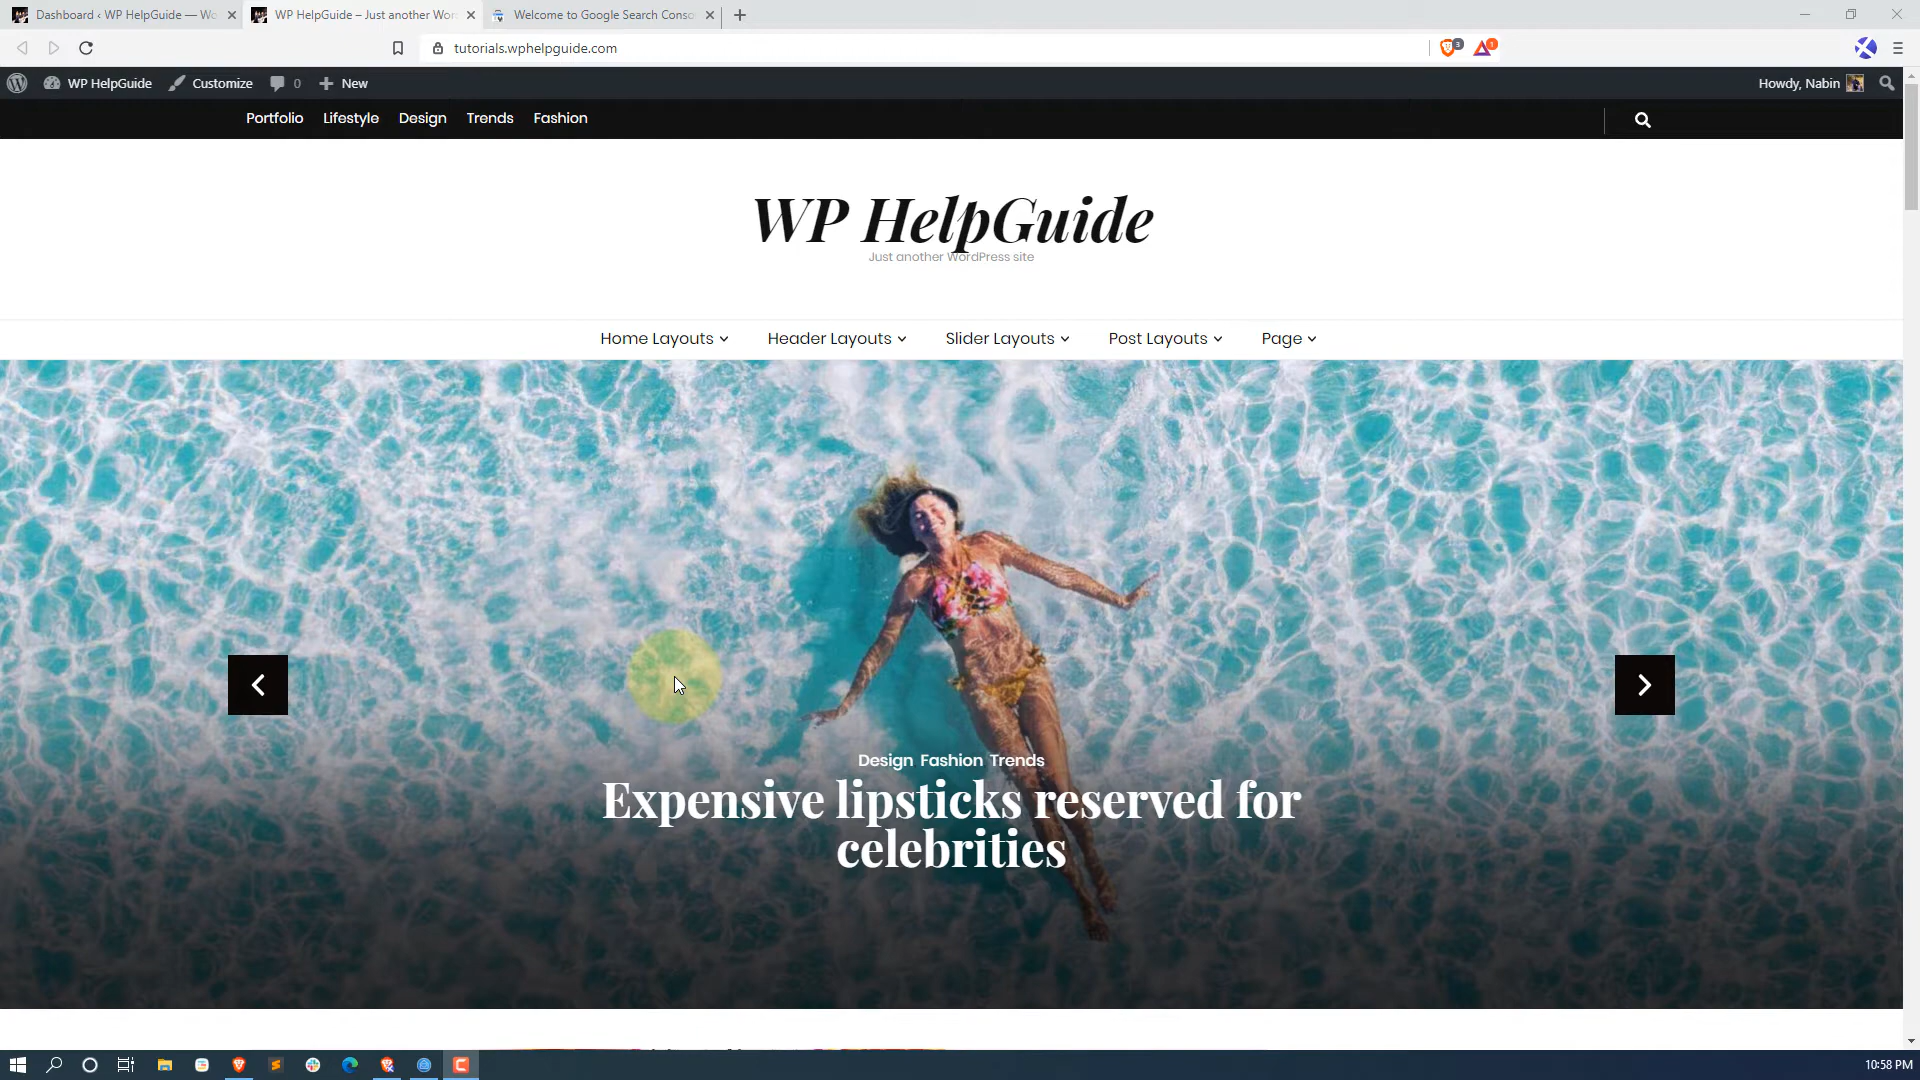 Dashboard ‹ WP HelpGuide — Wo
WP HelpGuide – Just another Wor
Welcome to Google Search Conso
tutorials.wphelpguide.com
3
1
WP HelpGuide
Customize
0
New
Howdy, Nabin
Portfolio
Lifestyle
Design
Trends
Fashion
WP HelpGuide
Just another WordPress site
Home Layouts
Header Layouts
Slider Layouts
Post Layouts
Page
Design Fashion Trends
Expensive lipsticks reserved for
celebrities
10:58 PM